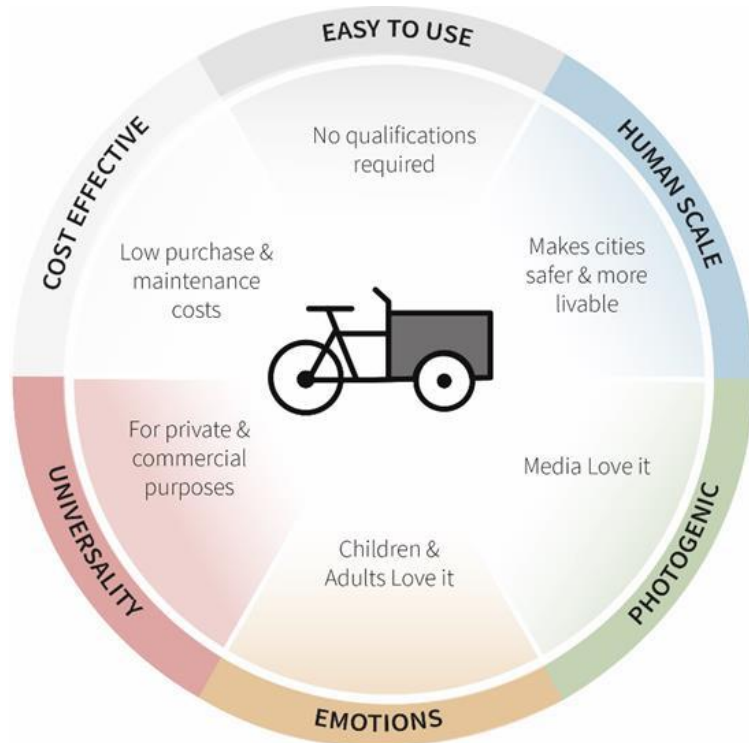 EASY TO USE
No qualifications
required
HUMAN SCALE
Makes cities
safer & more
livable
PHOTOGENIC
Media Love it
EMOTIONS
Children &
Adults Love it
UNIVERSALITY
For private &
commercial
purposes
COST EFFECTIVE
Low purchase &
maintenance
costs